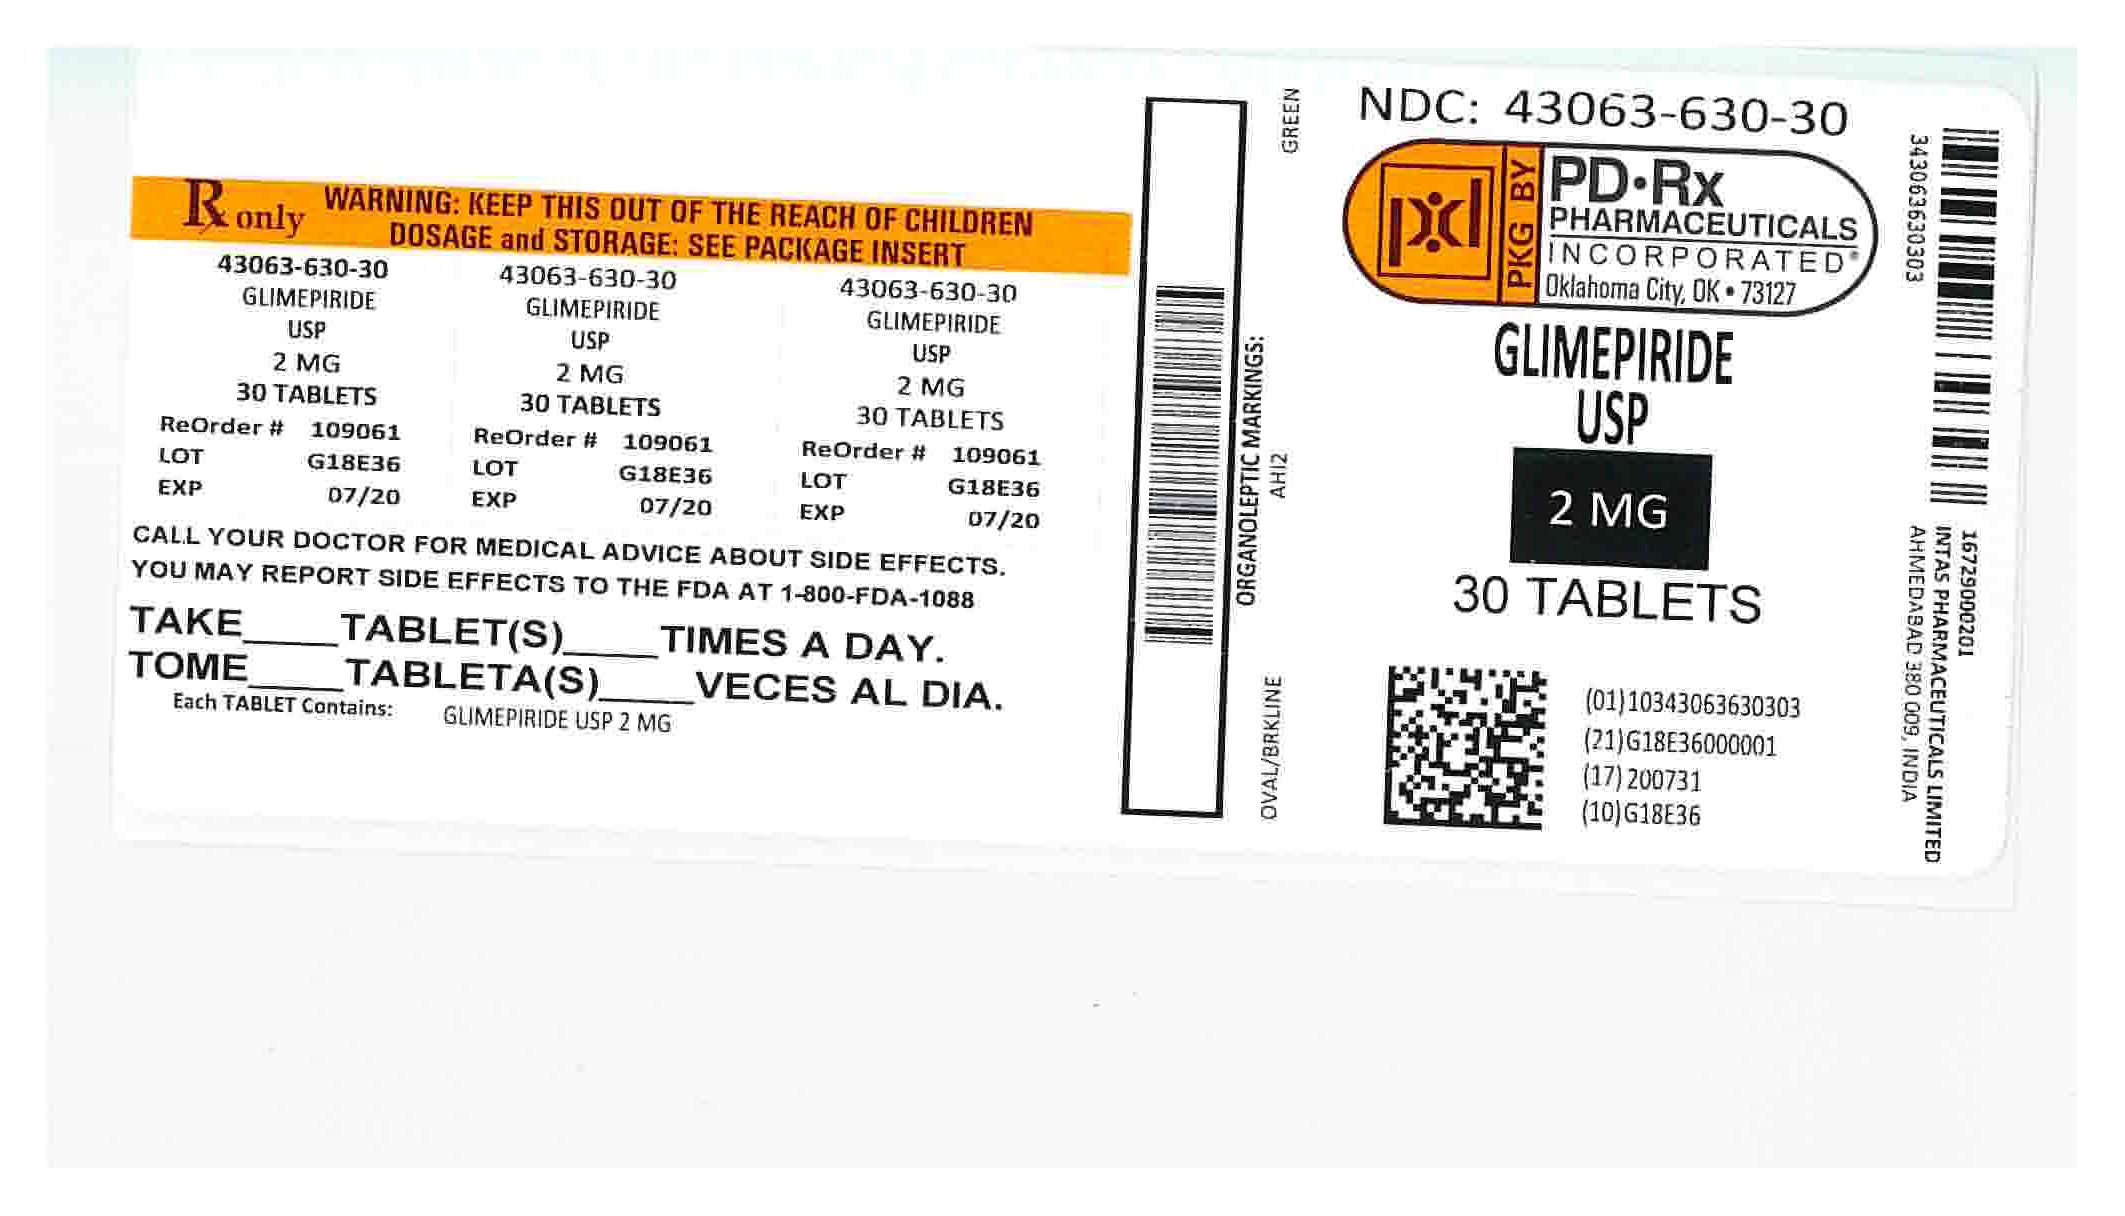 Rx only
WARNING: KEEP THIS OUT OF THE REACH OF CHILDREN
DOSAGE and STORAGE: SEE PACKAGE INSERT
43063-630-30
GLIMEPIRIDE
USP
2 MG
30 TABLETS
ReOrder # 109061
LOT G18E36
EXP 07/20
43063-630-30
GLIMEPIRIDE
USP
2 MG
30 TABLETS
ReOrder # 109061
LOT G18E36
EXP 07/20
43063-630-30
GLIMEPIRIDE
USP
2 MG
30 TABLETS
ReOrder # 109061
LOT G18E36
EXP 07/20
CALL YOUR DOCTOR FOR MEDICAL ADVICE ABOUT SIDE EFFECTS.
YOU MAY REPORT SIDE EFFECTS TO THE FDA AT 1-800-FDA-1088
TAKE____TABLET(S)____TIMES A DAY.
TOME____TABLETA(S)____VECES AL DIA.
Each TABLET Contains: GLIMEPIRIDE USP 2 MG
ORGANOLEPTIC MARKINGS:
OVAL/BRKLINE AHI2 GREEN
NDC: 43063-630-30
PKG BY
PD•Rx
PHARMACEUTICALS
INCORPORATED®
Oklahoma City, OK • 73127
GLIMEPIRIDE
USP
2 MG
30 TABLETS
(01)10343063630303
(21)G18E36000001
(17)200731
(10)G18E36
343063630303
16729000201
INTAS PHARMACEUTICALS LIMITED
AHMEDABAD 380 009, INDIA